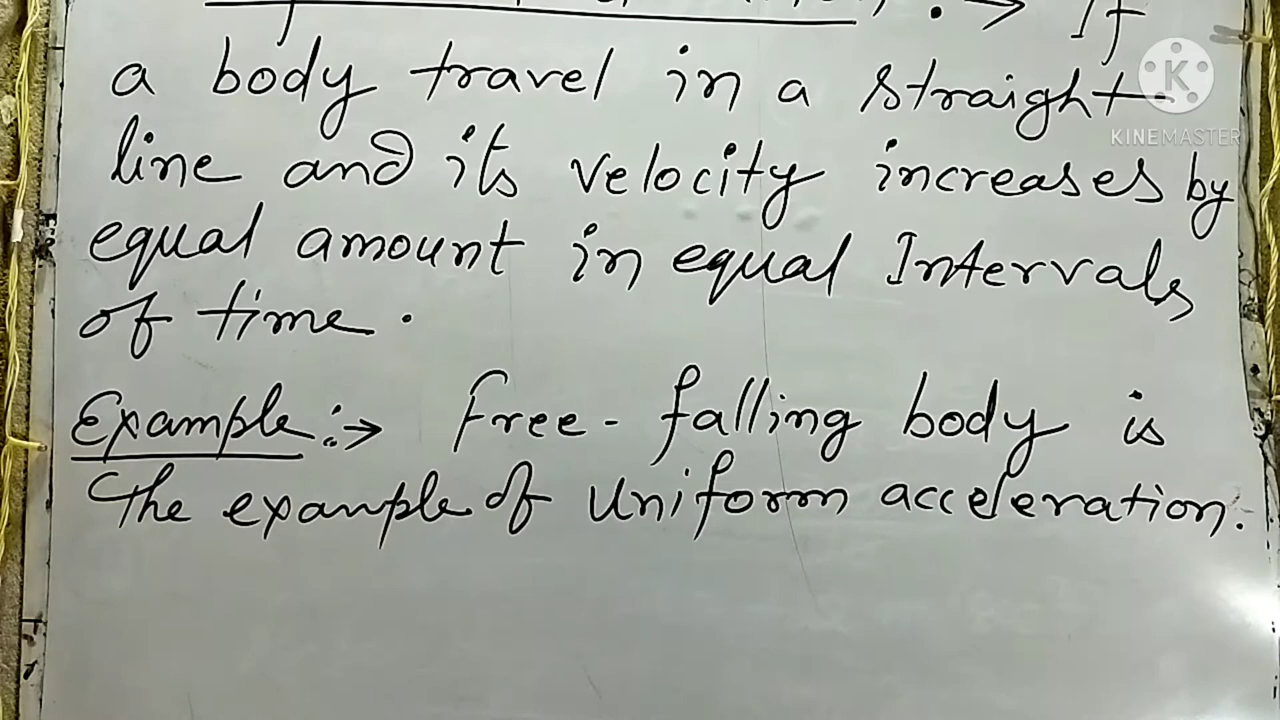 :→ If
a body travel in a straight
line and its velocity increases by
equal amount in equal Intervals
of time.
Example:→ Free-falling body is
The example of uniform acceleration.
K
KINEMASTER